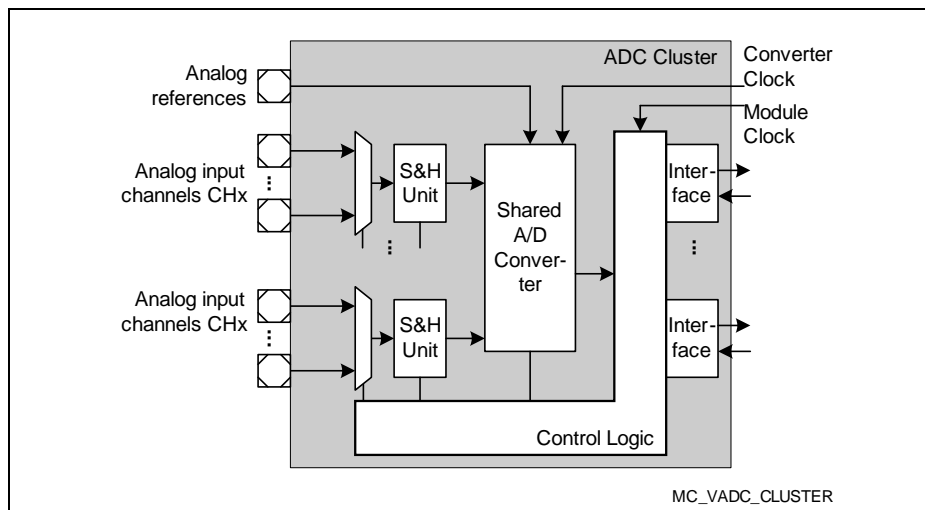 ADC Cluster
Converter
Clock
Module
Clock
Analog
references
Analog input
channels CHx
S&H
Unit
Shared
A/D
Conver-
ter
Inter-
face
Analog input
channels CHx
S&H
Unit
Inter-
face
Control Logic
MC_VADC_CLUSTER